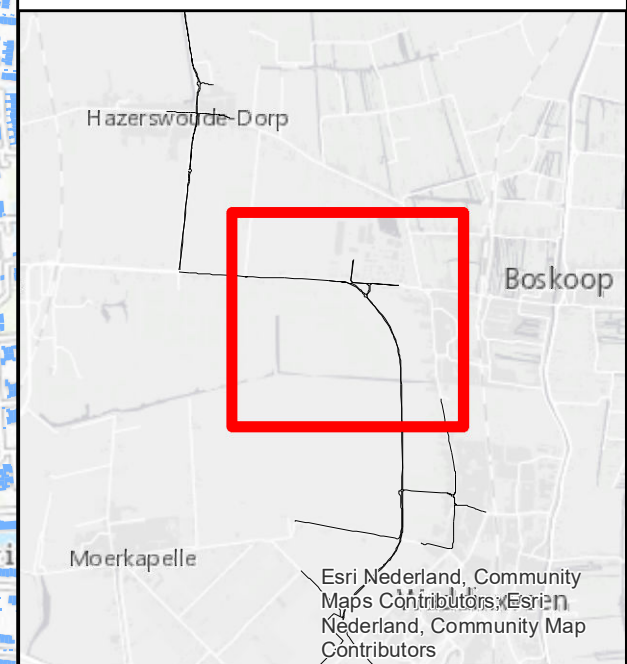 Hazerswoude-Dorp
Boskoop
Moerkapelle
Esri Nederland, Community
Maps Contributors, Esri
Nederland, Community Map
Contributors